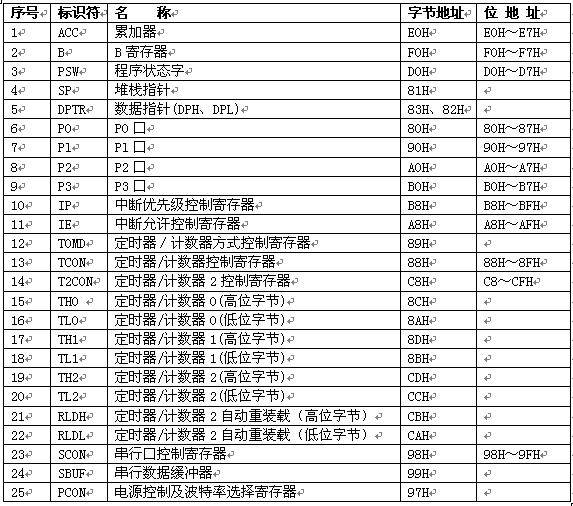 序号 标识符 名 称 字节地址 位 地 址
1 ACC 累加器 E0H E0H～E7H
2 B B 寄存器 F0H F0H～F7H
3 PSW 程序状态字 D0H D0H～D7H
4 SP 堆栈指针 81H
5 DPTR 数据指针(DPH、DPL) 83H、82H
6 P0 P0 口 80H 80H～87H
7 P1 P1 口 90H 90H～97H
8 P2 P2 口 A0H A0H～A7H
9 P3 P3 口 B0H B0H～B7H
10 IP 中断优先级控制寄存器 B8H B8H～BFH
11 IE 中断允许控制寄存器 A8H A8H～AFH
12 TOMD 定时器/计数器方式控制寄存器 89H
13 TCON 定时器/计数器控制寄存器 88H 88H～8FH
14 T2CON 定时器/计数器 2 控制寄存器 C8H C8～CFH
15 TH0 定时器/计数器 0(高位字节) 8CH
16 TL0 定时器/计数器 0(低位字节) 8AH
17 TH1 定时器/计数器 1(高位字节) 8DH
18 TL1 定时器/计数器 1(低位字节) 8BH
19 TH2 定时器/计数器 2(高位字节) CDH
20 TL2 定时器/计数器 2(低位字节) CCH
21 RLDH 定时器/计数器 2 自动重装载（高位字节） CBH
22 RLDL 定时器/计数器 2 自动重装载（低位字节） CAH
23 SCON 串行口控制寄存器 98H 98H～9FH
24 SBUF 串行数据缓冲器 99H
25 PCON 电源控制及波特率选择寄存器 97H